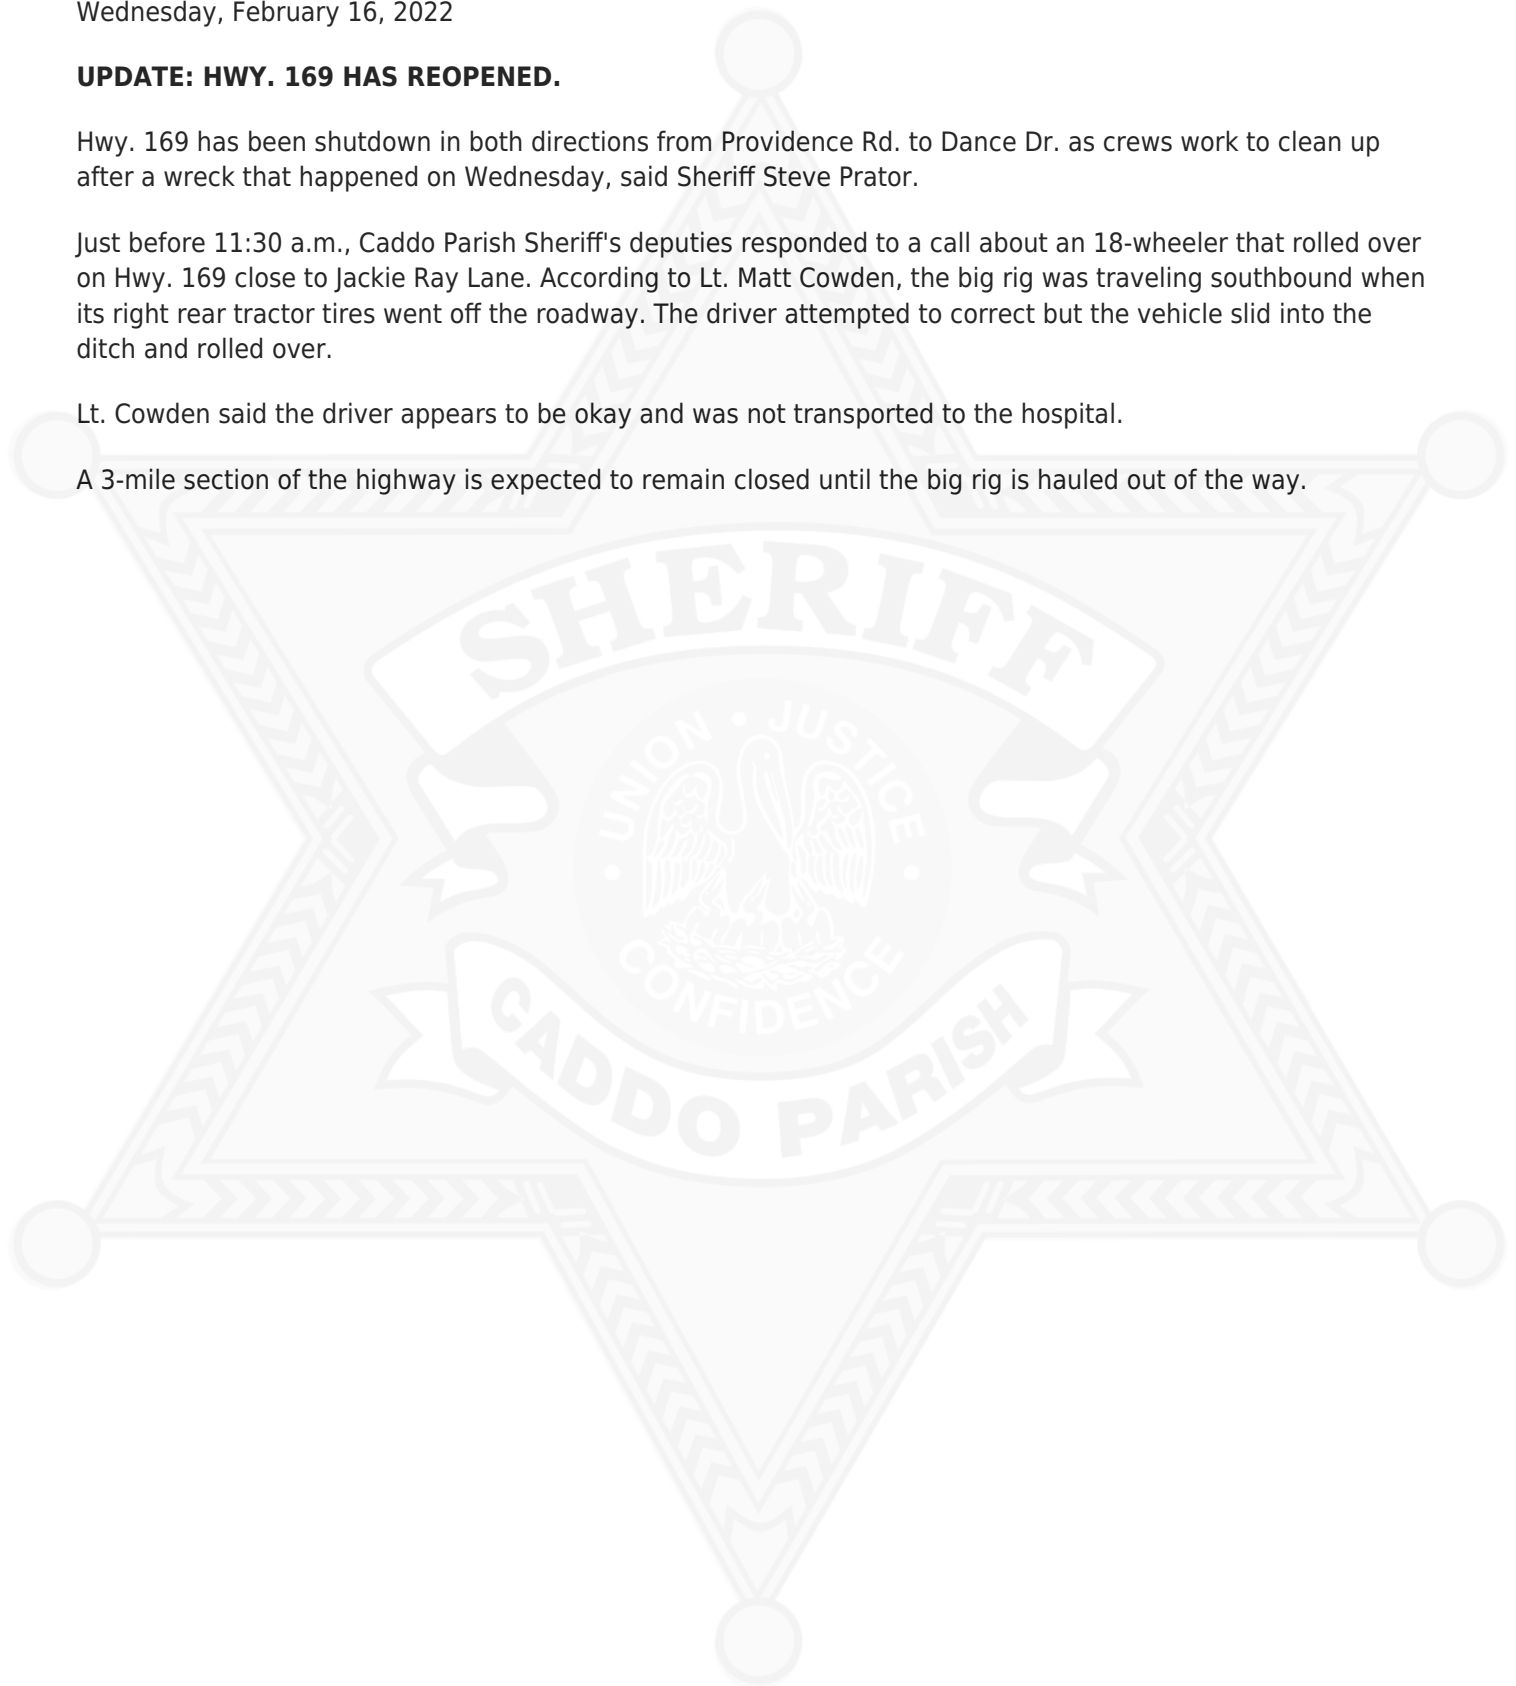 Wednesday, February 16, 2022
UPDATE: HWY. 169 HAS REOPENED.
Hwy. 169 has been shutdown in both directions from Providence Rd. to Dance Dr. as crews work to clean up
after a wreck that happened on Wednesday, said Sheriff Steve Prator.
Just before 11:30 a.m., Caddo Parish Sheriff's deputies responded to a call about an 18-wheeler that rolled over
on Hwy. 169 close to Jackie Ray Lane. According to Lt. Matt Cowden, the big rig was traveling southbound when
its right rear tractor tires went off the roadway. The driver attempted to correct but the vehicle slid into the
ditch and rolled over.
Lt. Cowden said the driver appears to be okay and was not transported to the hospital.
A 3-mile section of the highway is expected to remain closed until the big rig is hauled out of the way.
SHERIFF
UNION • JUSTICE
• CONFIDENCE •
CADDO PARISH